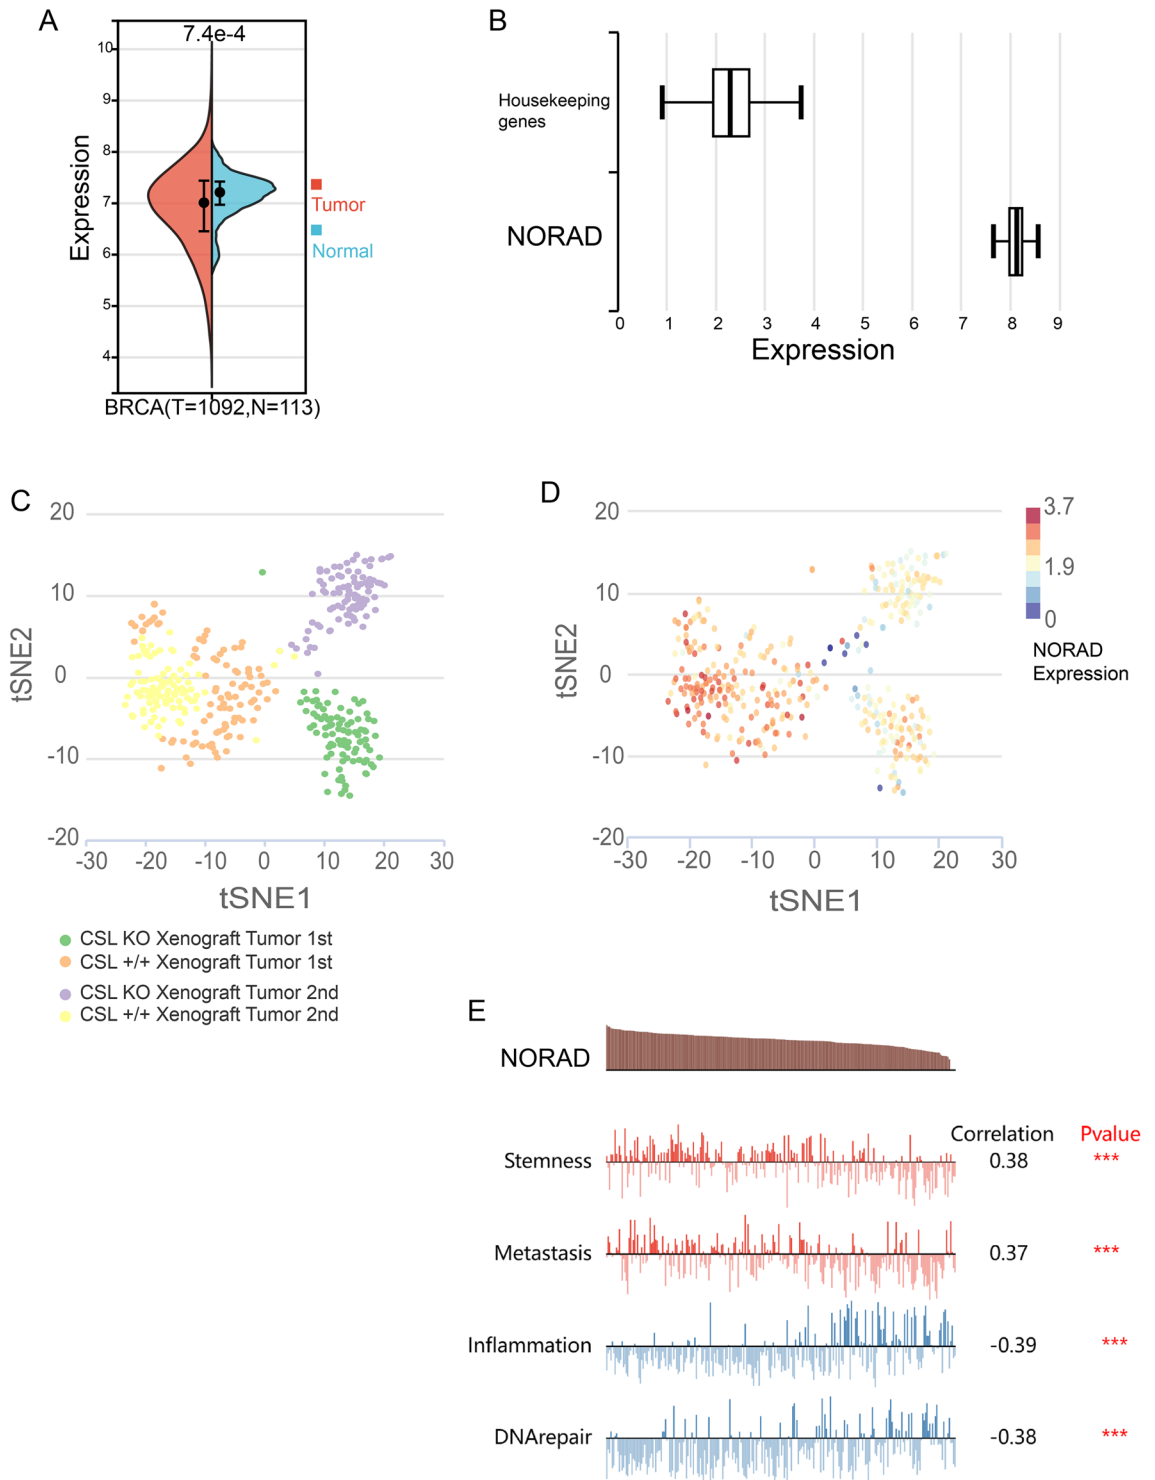 A
7.4e-4
10
9
8
7
6
5
4
Expression
Tumor
Normal
BRCA(T=1092,N=113)
B
Housekeeping
genes
NORAD
0 1 2 3 4 5 6 7 8 9
Expression
C
20
10
0
-10
-20
tSNE2
-30 -20 -10 0 10 20 30
tSNE1
CSL KO Xenograft Tumor 1st
CSL +/+ Xenograft Tumor 1st
CSL KO Xenograft Tumor 2nd
CSL +/+ Xenograft Tumor 2nd
D
20
10
0
-10
-20
tSNE2
-30 -20 -10 0 10 20 30
tSNE1
3.7
1.9
0
NORAD
Expression
E
NORAD
Correlation Pvalue
Stemness 0.38 ***
Metastasis 0.37 ***
Inflammation -0.39 ***
DNArepair -0.38 ***